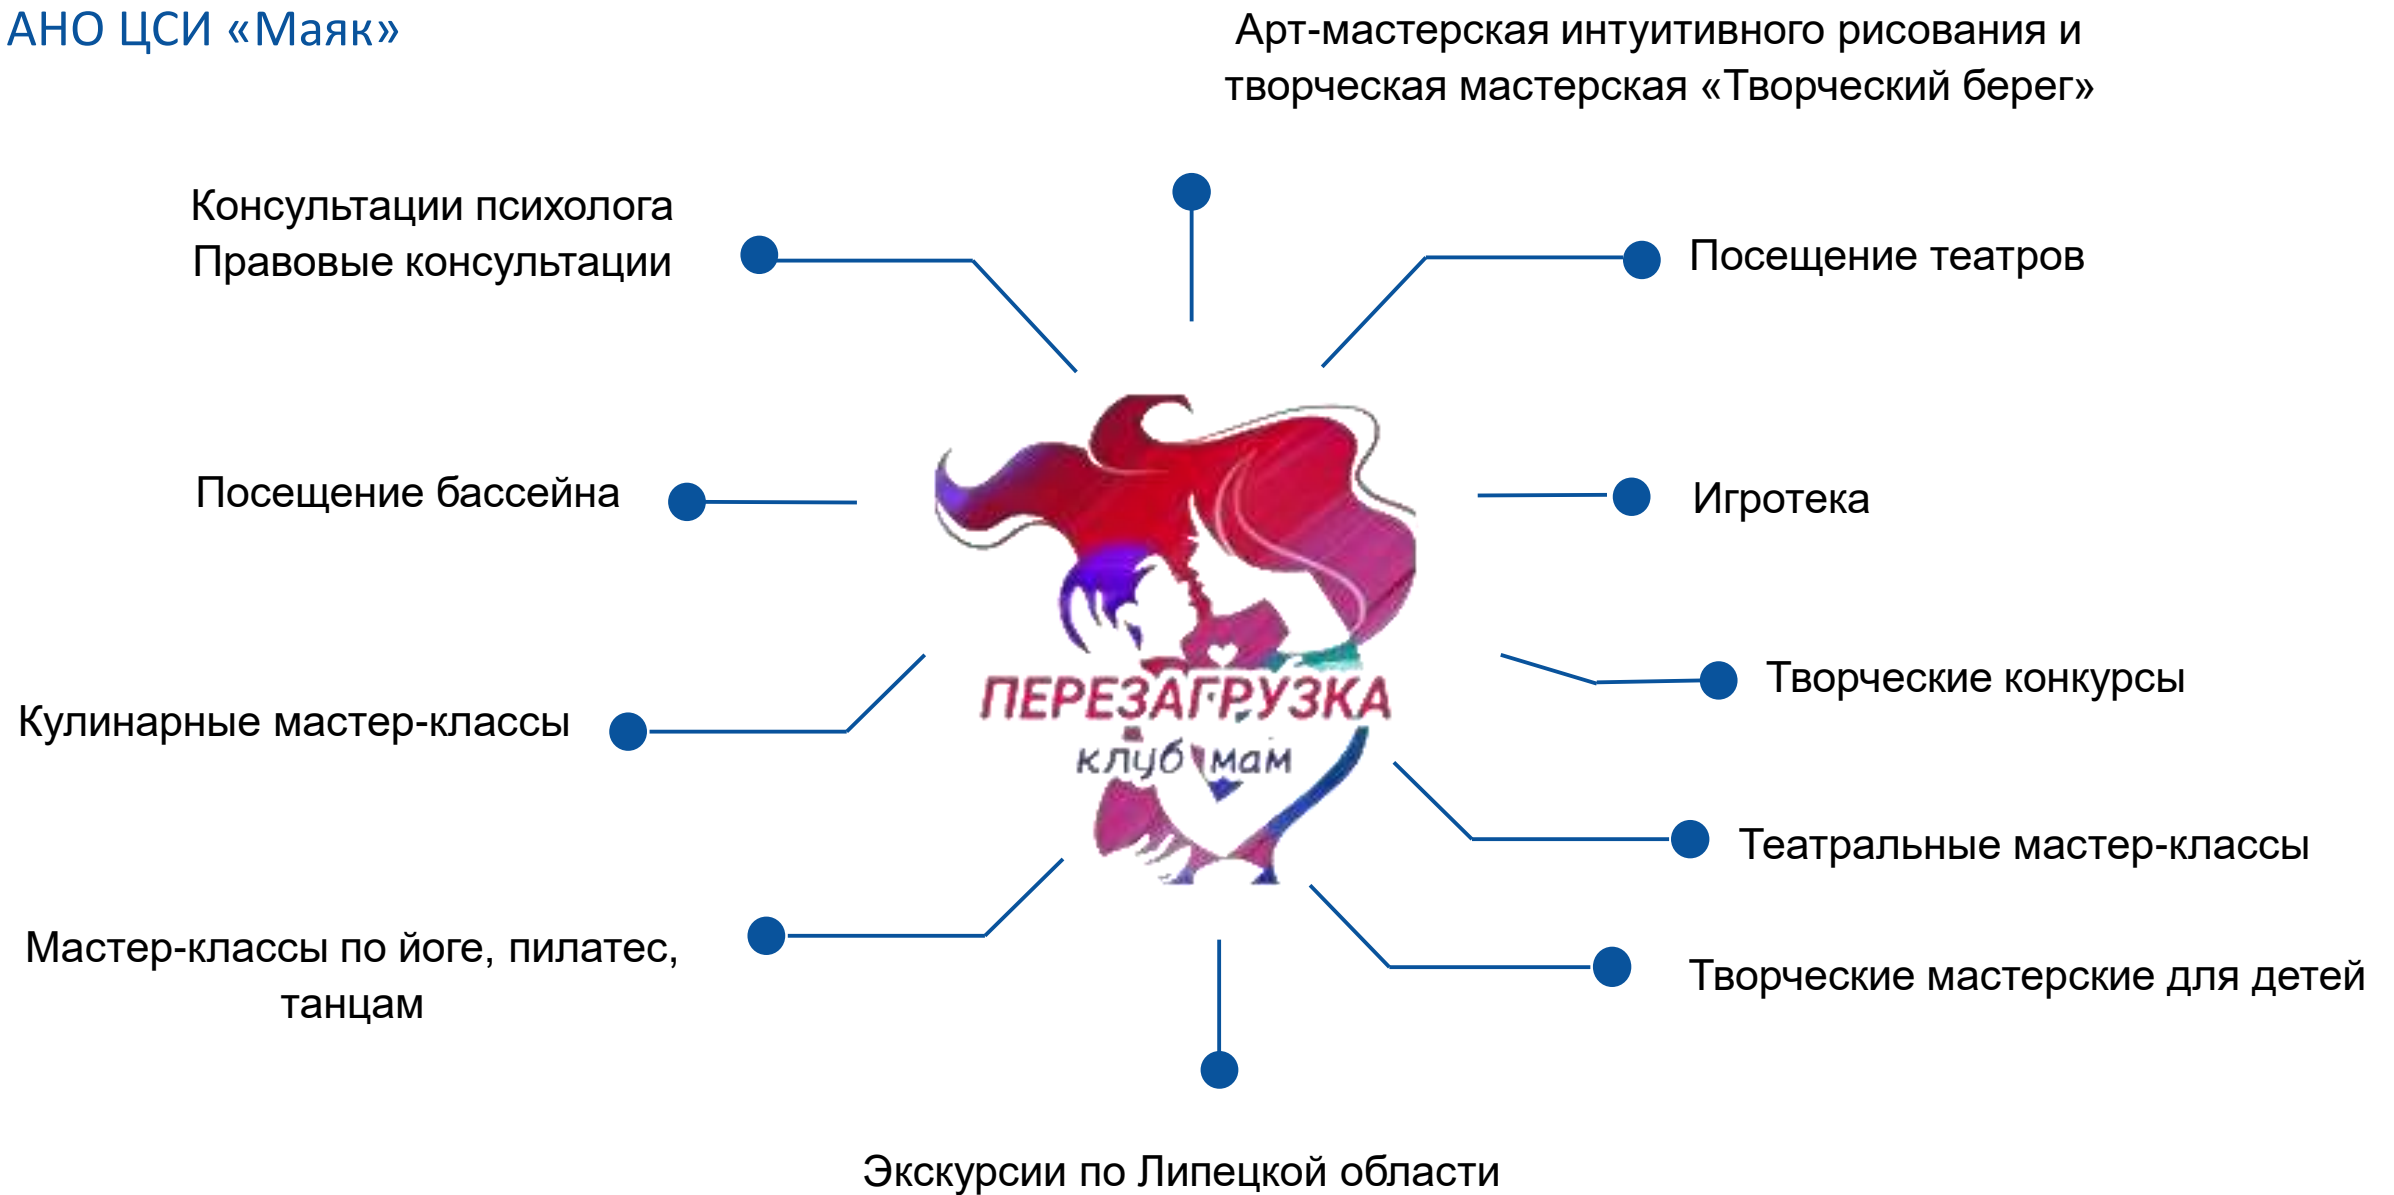 АНО ЦСИ «Маяк»
Арт-мастерская интуитивного рисования и
творческая мастерская «Творческий берег»
Консультации психолога
Правовые консультации
Посещение театров
Посещение бассейна
Игротека
Творческие конкурсы
ПЕРЕЗАГРУЗКА
клуб мам
Кулинарные мастер-классы
Театральные мастер-классы
Мастер-классы по йоге, пилатес,
танцам
Творческие мастерские для детей
Экскурсии по Липецкой области